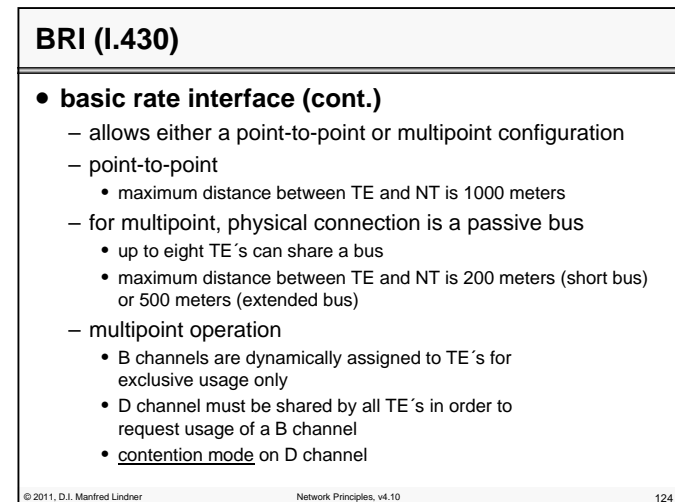 BRI (I.430)
• basic rate interface (cont.)
– allows either a point-to-point or multipoint configuration
– point-to-point
• maximum distance between TE and NT is 1000 meters
– for multipoint, physical connection is a passive bus
• up to eight TE´s can share a bus
• maximum distance between TE and NT is 200 meters (short bus)
or 500 meters (extended bus)
– multipoint operation
• B channels are dynamically assigned to TE´s for
exclusive usage only
• D channel must be shared by all TE´s in order to
request usage of a B channel
• contention mode on D channel
© 2011, D.I. Manfred Lindner Network Principles, v4.10 124